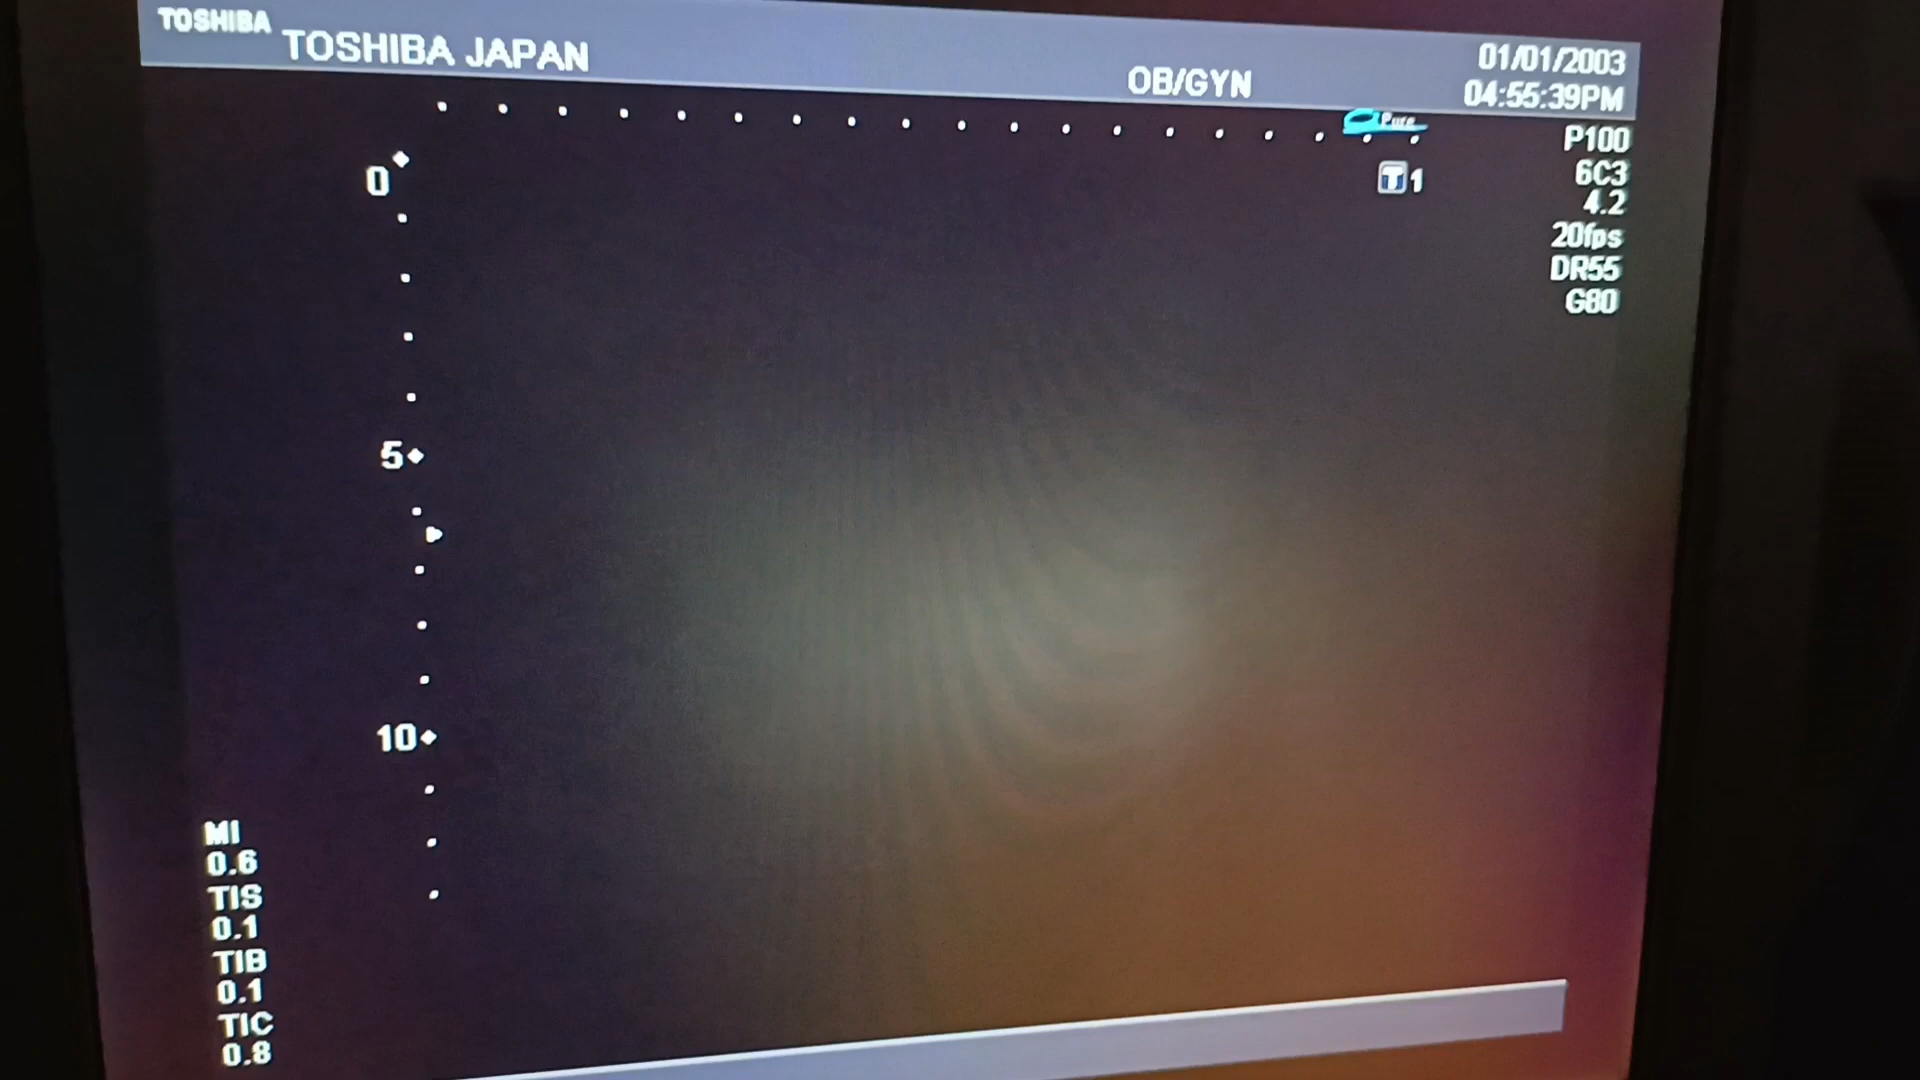 TOSHIBA
TOSHIBA JAPAN
OB/GYN
01/01/2003
04:55:39PM
Pure
T 1
P100
6C3
4.2
20fps
DR55
G80
0
5
10
MI
0.6
TIS
0.1
TIB
0.1
TIC
0.8